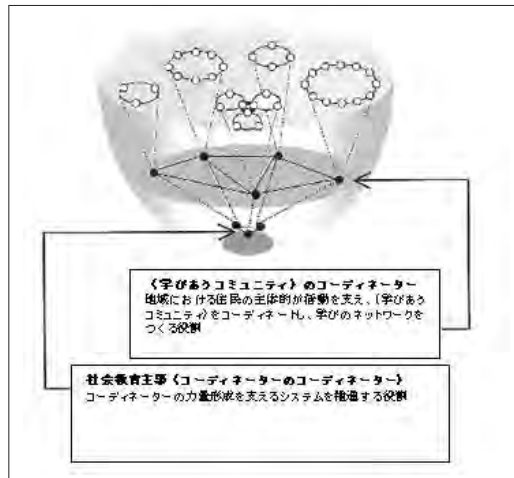 〈学びあうコミュニティ〉のコーディネーター
地域における住民の主体的な活動を支え、〈学びあう
コミュニティ〉をコーディネートし、学びのネットワークを
つくる役割
社会教育主事〈コーディネーターのコーディネーター〉
コーディネーターの力量形成を支えるシステムを推進する役割